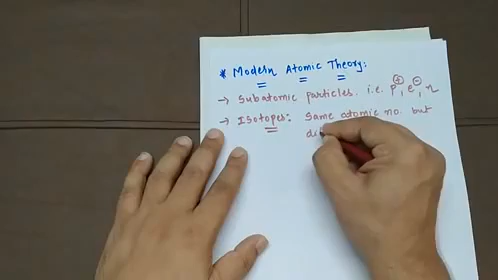 * Modern Atomic Theory:
→ Subatomic particles. i.e. P⊕, e⊖, n
→ Isotopes: Same atomic no. but